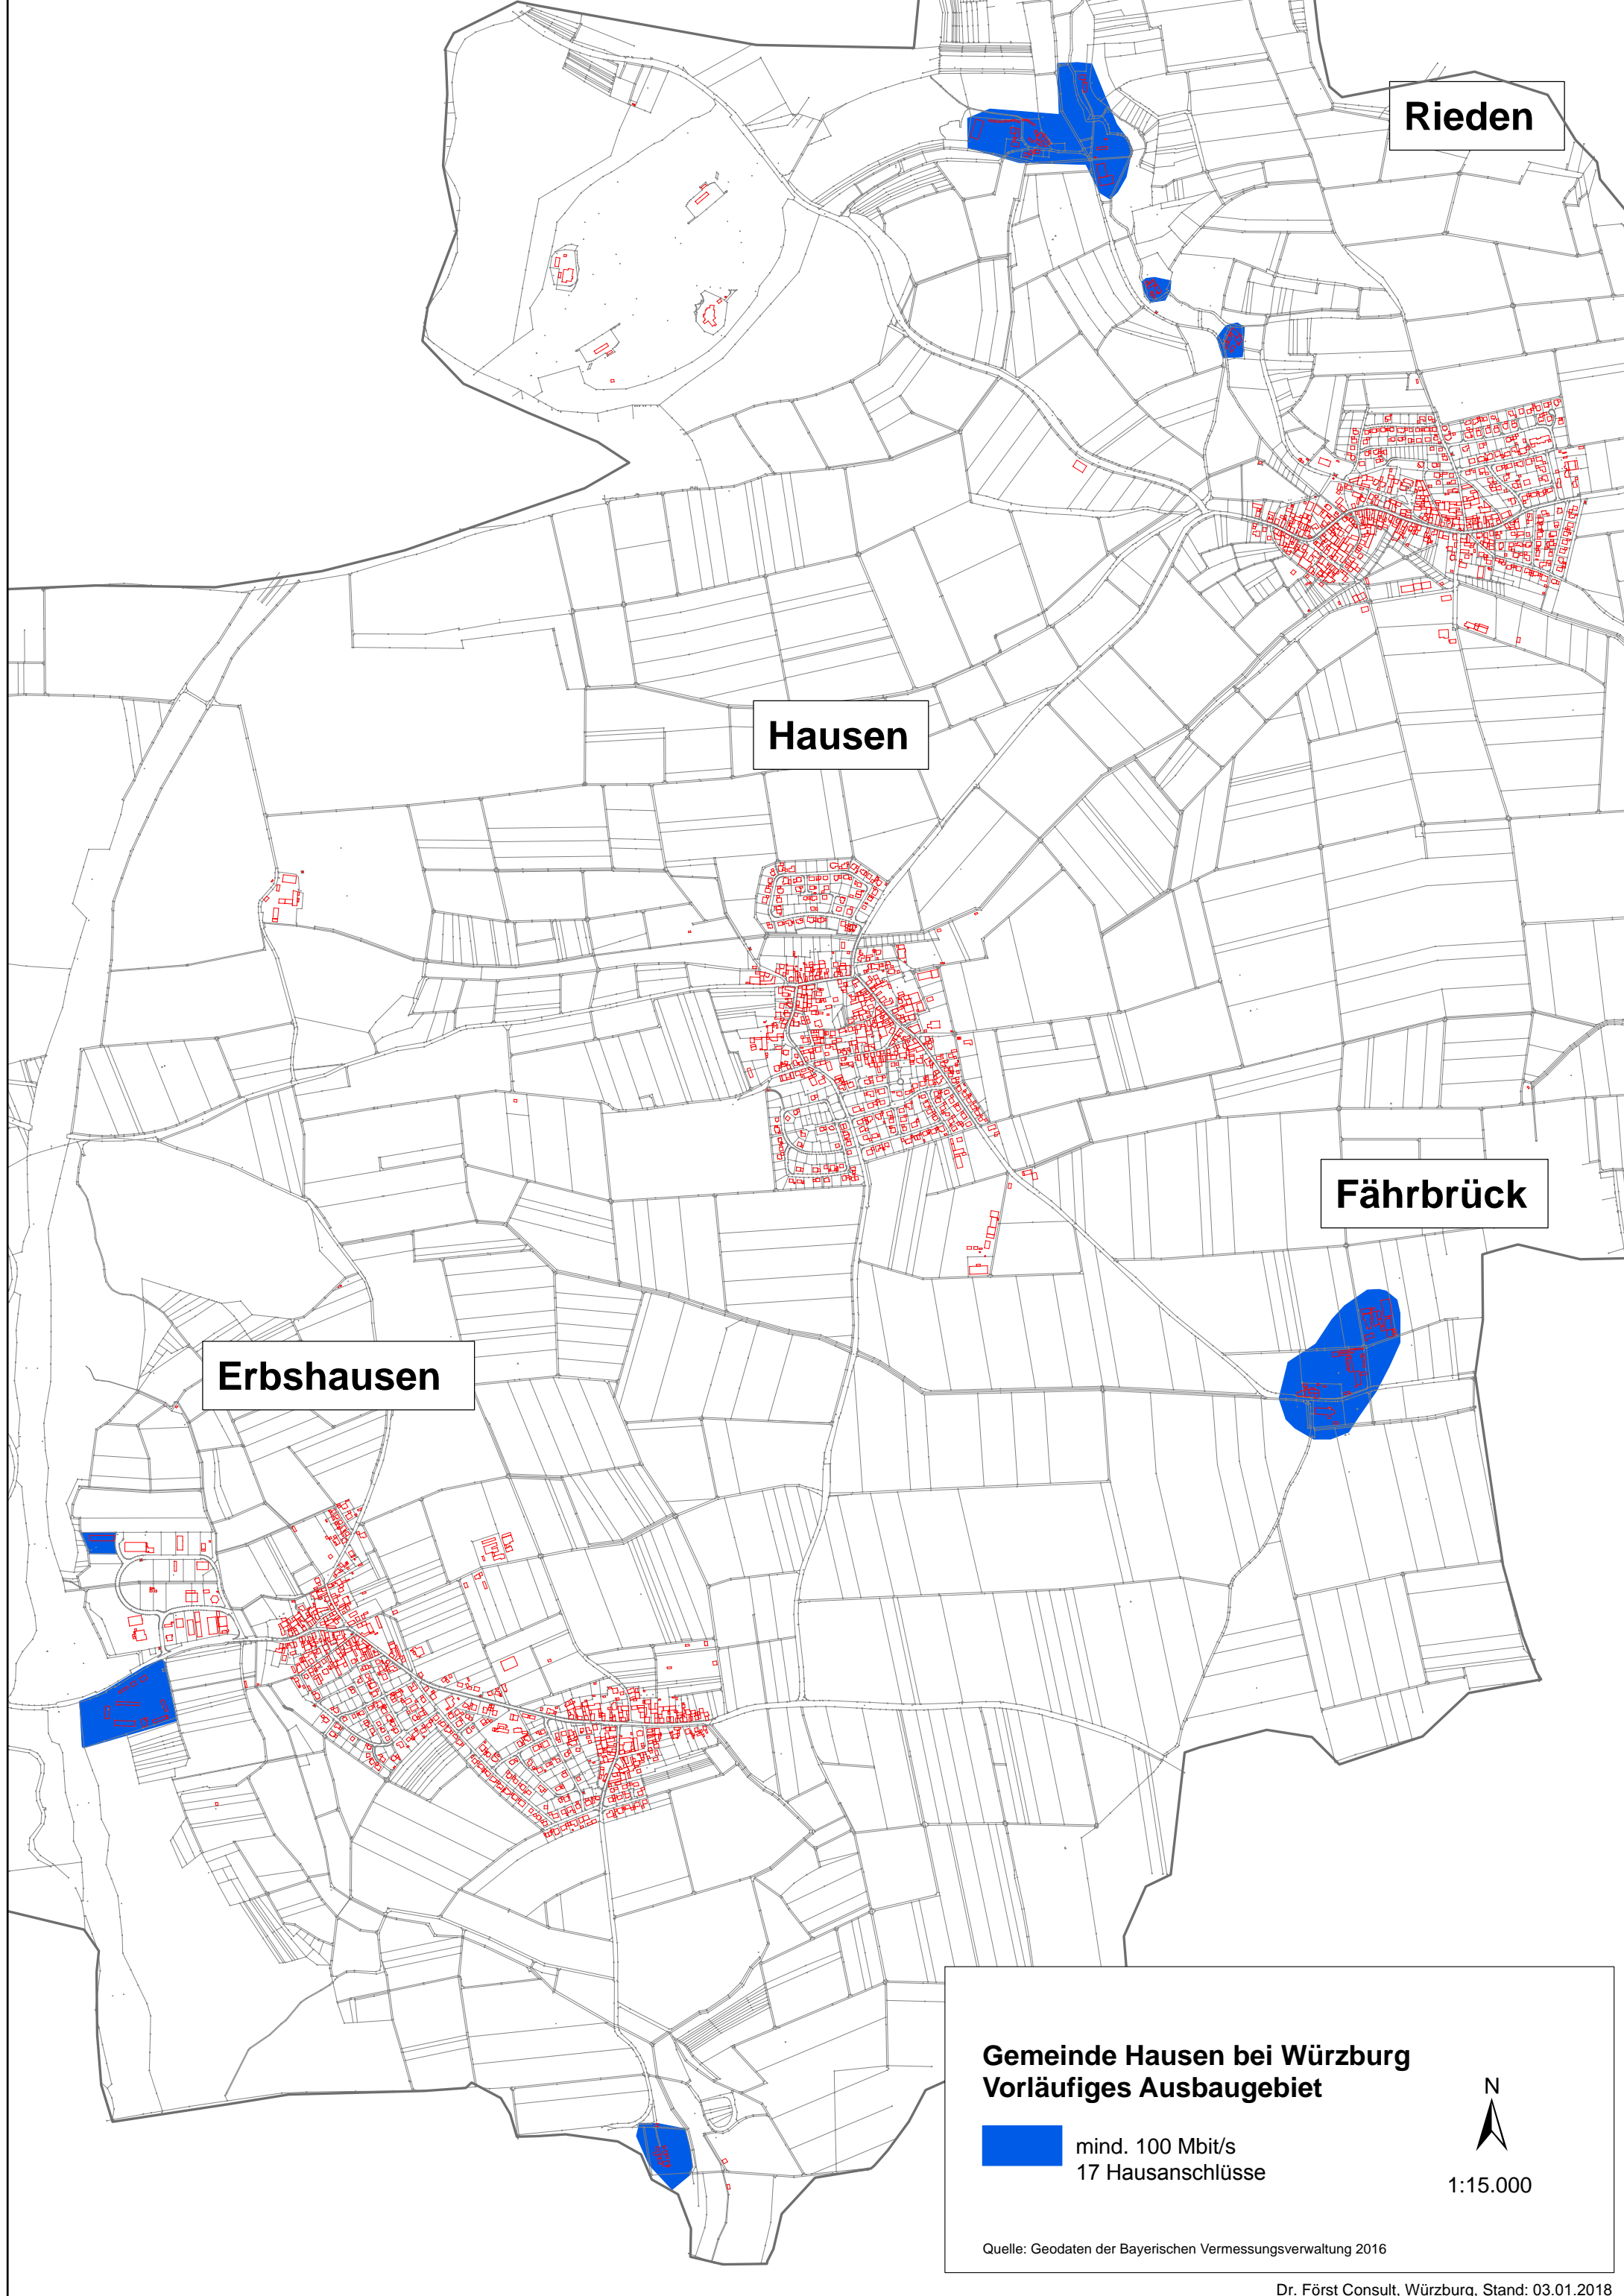 Rieden
Hausen
Fährbrück
Erbshausen
Gemeinde Hausen bei Würzburg
Vorläufiges Ausbaugebiet
mind. 100 Mbit/s
17 Hausanschlüsse
N
1:15.000
Quelle: Geodaten der Bayerischen Vermessungsverwaltung 2016
Dr. Först Consult, Würzburg, Stand: 03.01.2018